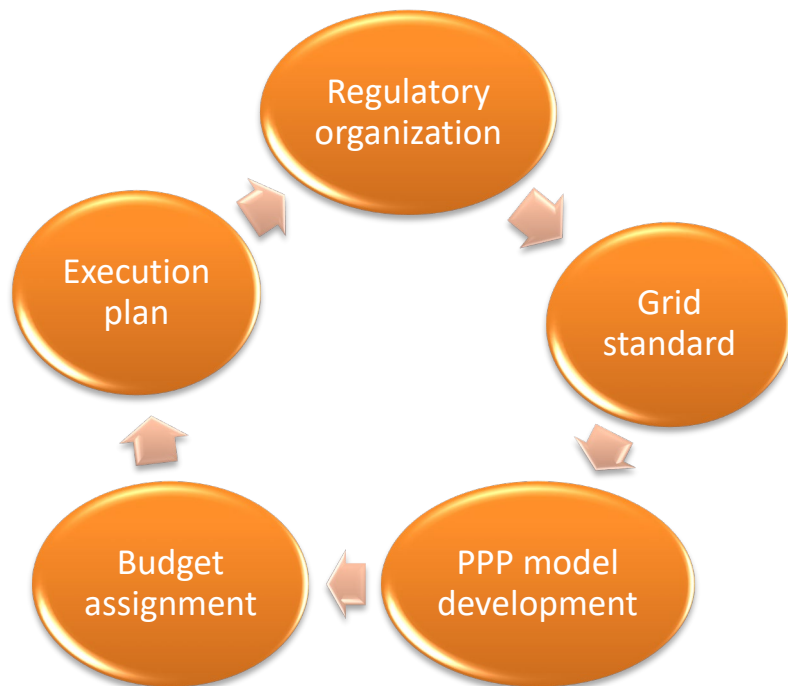 Regulatory
organization
Grid
standard
PPP model
development
Budget
assignment
Execution
plan